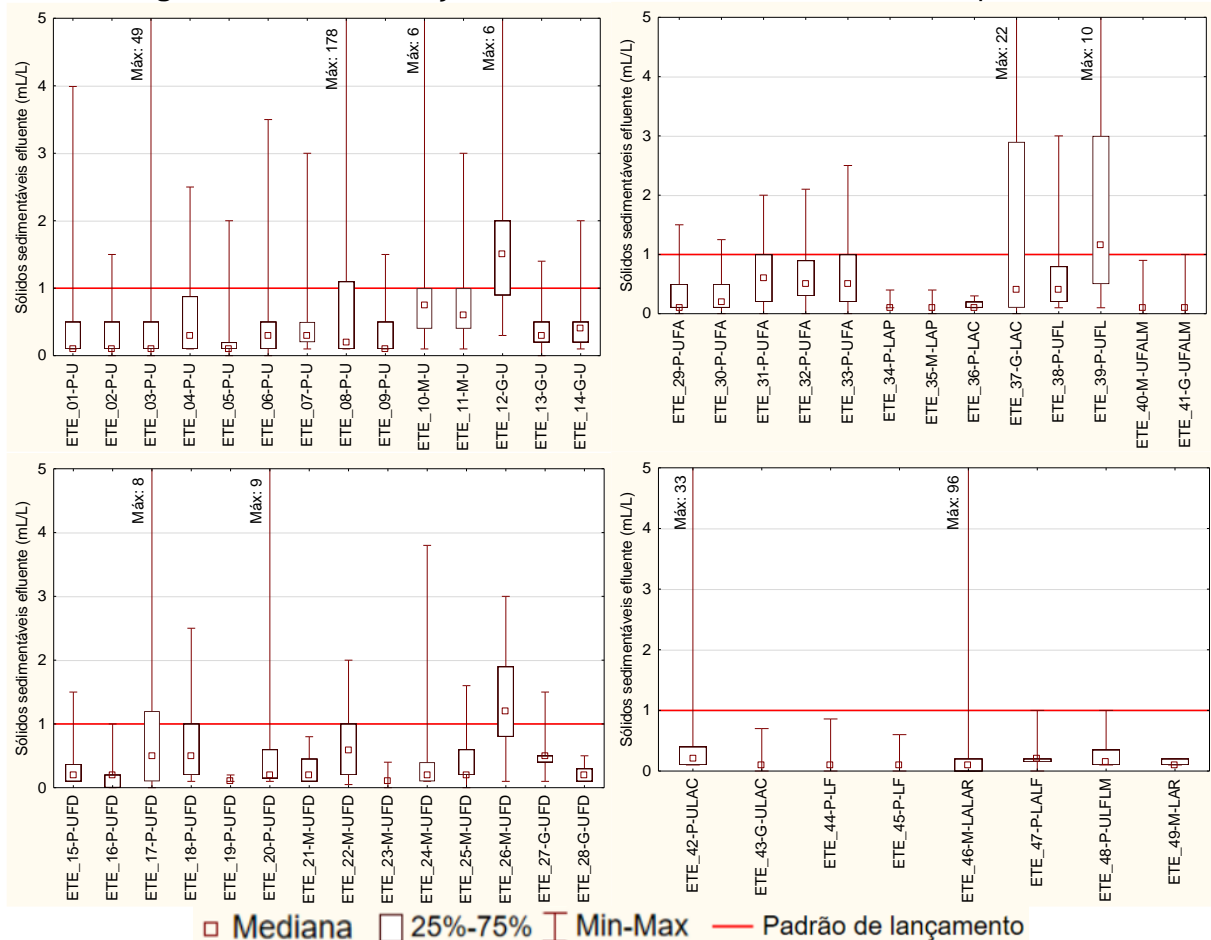 Sólidos sedimentáveis efluente (mL/L)
5
4
3
2
1
0
Máx: 49
Máx: 178
Máx: 6
Máx: 6
ETE_01-P-U
ETE_02-P-U
ETE_03-P-U
ETE_04-P-U
ETE_05-P-U
ETE_06-P-U
ETE_07-P-U
ETE_08-P-U
ETE_09-P-U
ETE_10-M-U
ETE_11-M-U
ETE_12-G-U
ETE_13-G-U
ETE_14-G-U
Sólidos sedimentáveis efluente (mL/L)
5
4
3
2
1
0
Máx: 22
Máx: 10
ETE_29-P-UFA
ETE_30-P-UFA
ETE_31-P-UFA
ETE_32-P-UFA
ETE_33-P-UFA
ETE_34-P-LAP
ETE_35-M-LAP
ETE_36-P-LAC
ETE_37-G-LAC
ETE_38-P-UFL
ETE_39-P-UFL
ETE_40-M-UFALM
ETE_41-G-UFALM
Sólidos sedimentáveis efluente (mL/L)
5
4
3
2
1
0
Máx: 8
Máx: 9
ETE_15-P-UFD
ETE_16-P-UFD
ETE_17-P-UFD
ETE_18-P-UFD
ETE_19-P-UFD
ETE_20-P-UFD
ETE_21-M-UFD
ETE_22-M-UFD
ETE_23-M-UFD
ETE_24-M-UFD
ETE_25-M-UFD
ETE_26-M-UFD
ETE_27-G-UFD
ETE_28-G-UFD
Sólidos sedimentáveis efluente (mL/L)
5
4
3
2
1
0
Máx: 33
Máx: 96
ETE_42-P-ULAC
ETE_43-G-ULAC
ETE_44-P-LF
ETE_45-P-LF
ETE_46-M-LALAR
ETE_47-P-LALF
ETE_48-P-ULFLM
ETE_49-M-LAR
Mediana 25%-75% Min-Max Padrão de lançamento